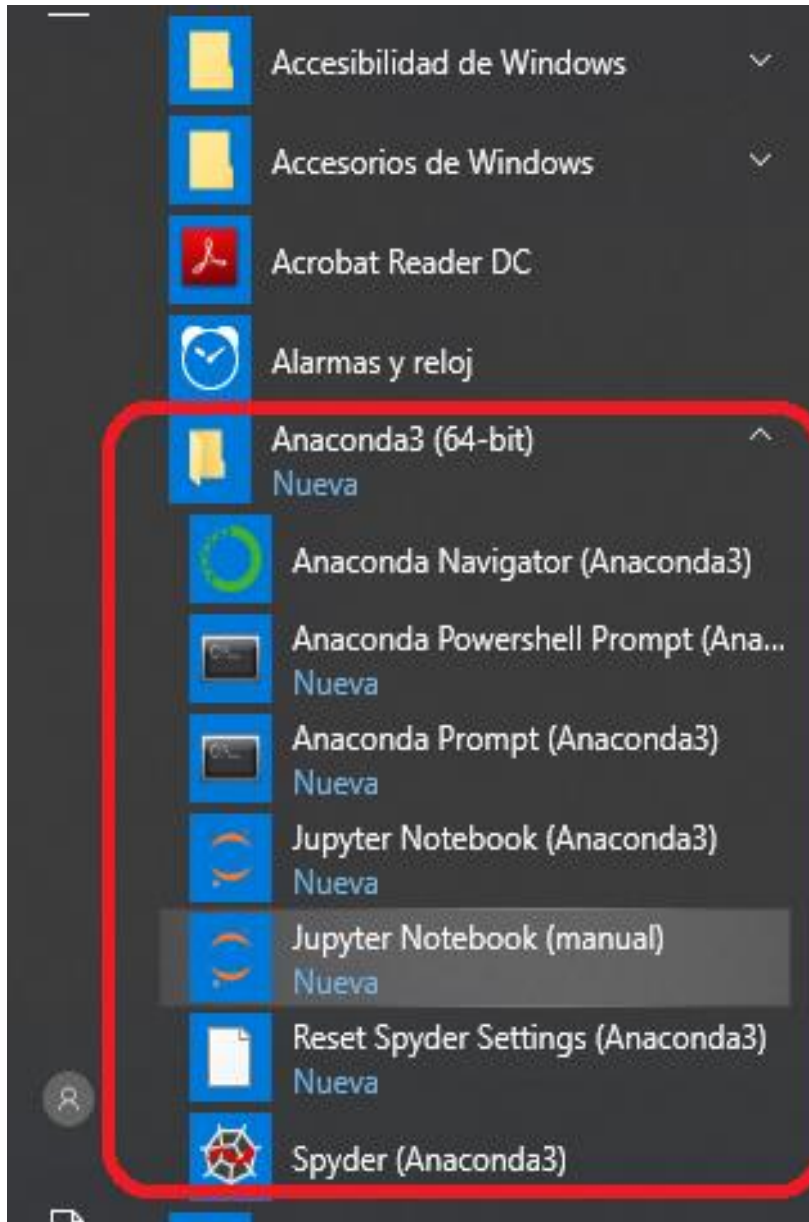 Accesibilidad de Windows
Accesorios de Windows
Acrobat Reader DC
Alarmas y reloj
Anaconda3 (64-bit)
Nueva
Anaconda Navigator (Anaconda3)
Anaconda Powershell Prompt (Ana...
Nueva
Anaconda Prompt (Anaconda3)
Nueva
Jupyter Notebook (Anaconda3)
Nueva
Jupyter Notebook (manual)
Nueva
Reset Spyder Settings (Anaconda3)
Nueva
Spyder (Anaconda3)